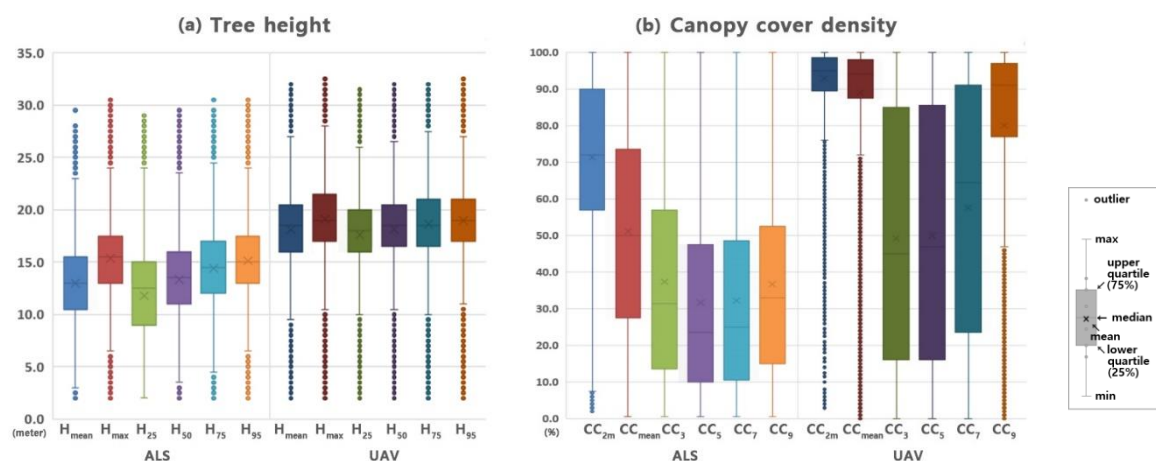 (a) Tree height
35.0
30.0
25.0
20.0
15.0
10.0
5.0
0.0
(meter)
Hmean Hmax H25 H50 H75 H95 Hmean Hmax H25 H50 H75 H95
ALS UAV
(b) Canopy cover density
100.0
90.0
80.0
70.0
60.0
50.0
40.0
30.0
20.0
10.0
0.0
(%)
CC2m CCmean CC3 CC5 CC7 CC9 CC2m CCmean CC3 CC5 CC7 CC9
ALS UAV
outlier
max
upper
quartile
(75%)
median
mean
lower
quartile
(25%)
min